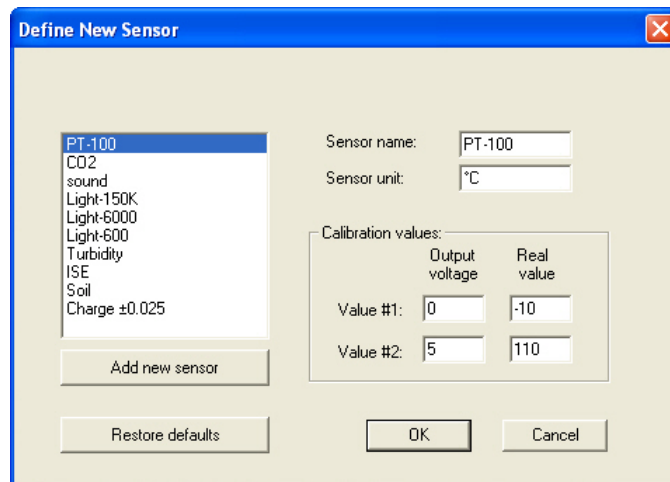 Define New Sensor
PT-100
CO2
sound
Light-150K
Light-6000
Light-600
Turbidity
ISE
Soil
Charge ±0.025
Add new sensor
Restore defaults
Sensor name: PT-100
Sensor unit: °C
Calibration values:
Output voltage
Real value
Value #1: 0 -10
Value #2: 5 110
OK
Cancel